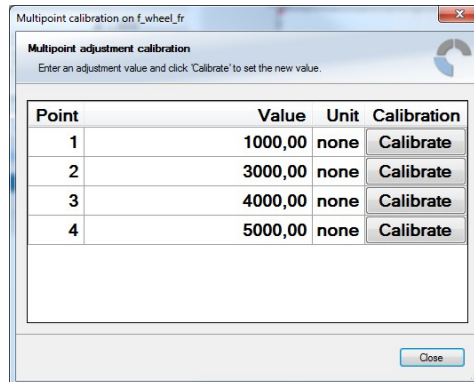 Multipoint calibration on f_wheel_fr
Multipoint adjustment calibration
Enter an adjustment value and click 'Calibrate' to set the new value.
Point Value Unit Calibration
1 1000,00 none Calibrate
2 3000,00 none Calibrate
3 4000,00 none Calibrate
4 5000,00 none Calibrate
Close